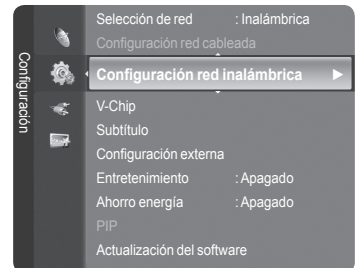 Configuración
Selección de red : Inalámbrica
Configuración red cableada
Configuración red inalámbrica
V-Chip
Subtítulo
Configuración externa
Entretenimiento : Apagado
Ahorro energía : Apagado
PIP
Actualización del software